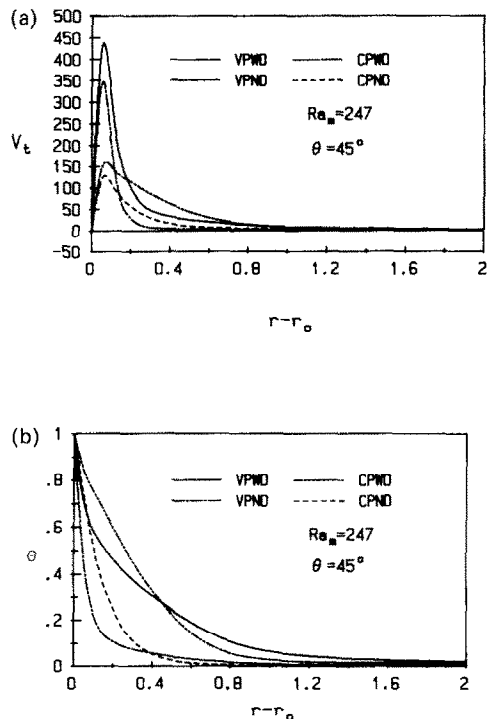 (a)
500
450
400
350
300
250
200
150
100
50
0
-50
V_t
VPWD CPWD
VPND CPND
Ra_m=247
θ=45°
0 0.4 0.8 1.2 1.6 2
r-r_o
(b)
1
.8
.6
.4
.2
0
Θ
VPWD CPWD
VPND CPND
Ra_m=247
θ=45°
0 0.4 0.8 1.2 1.6 2
r-r_o